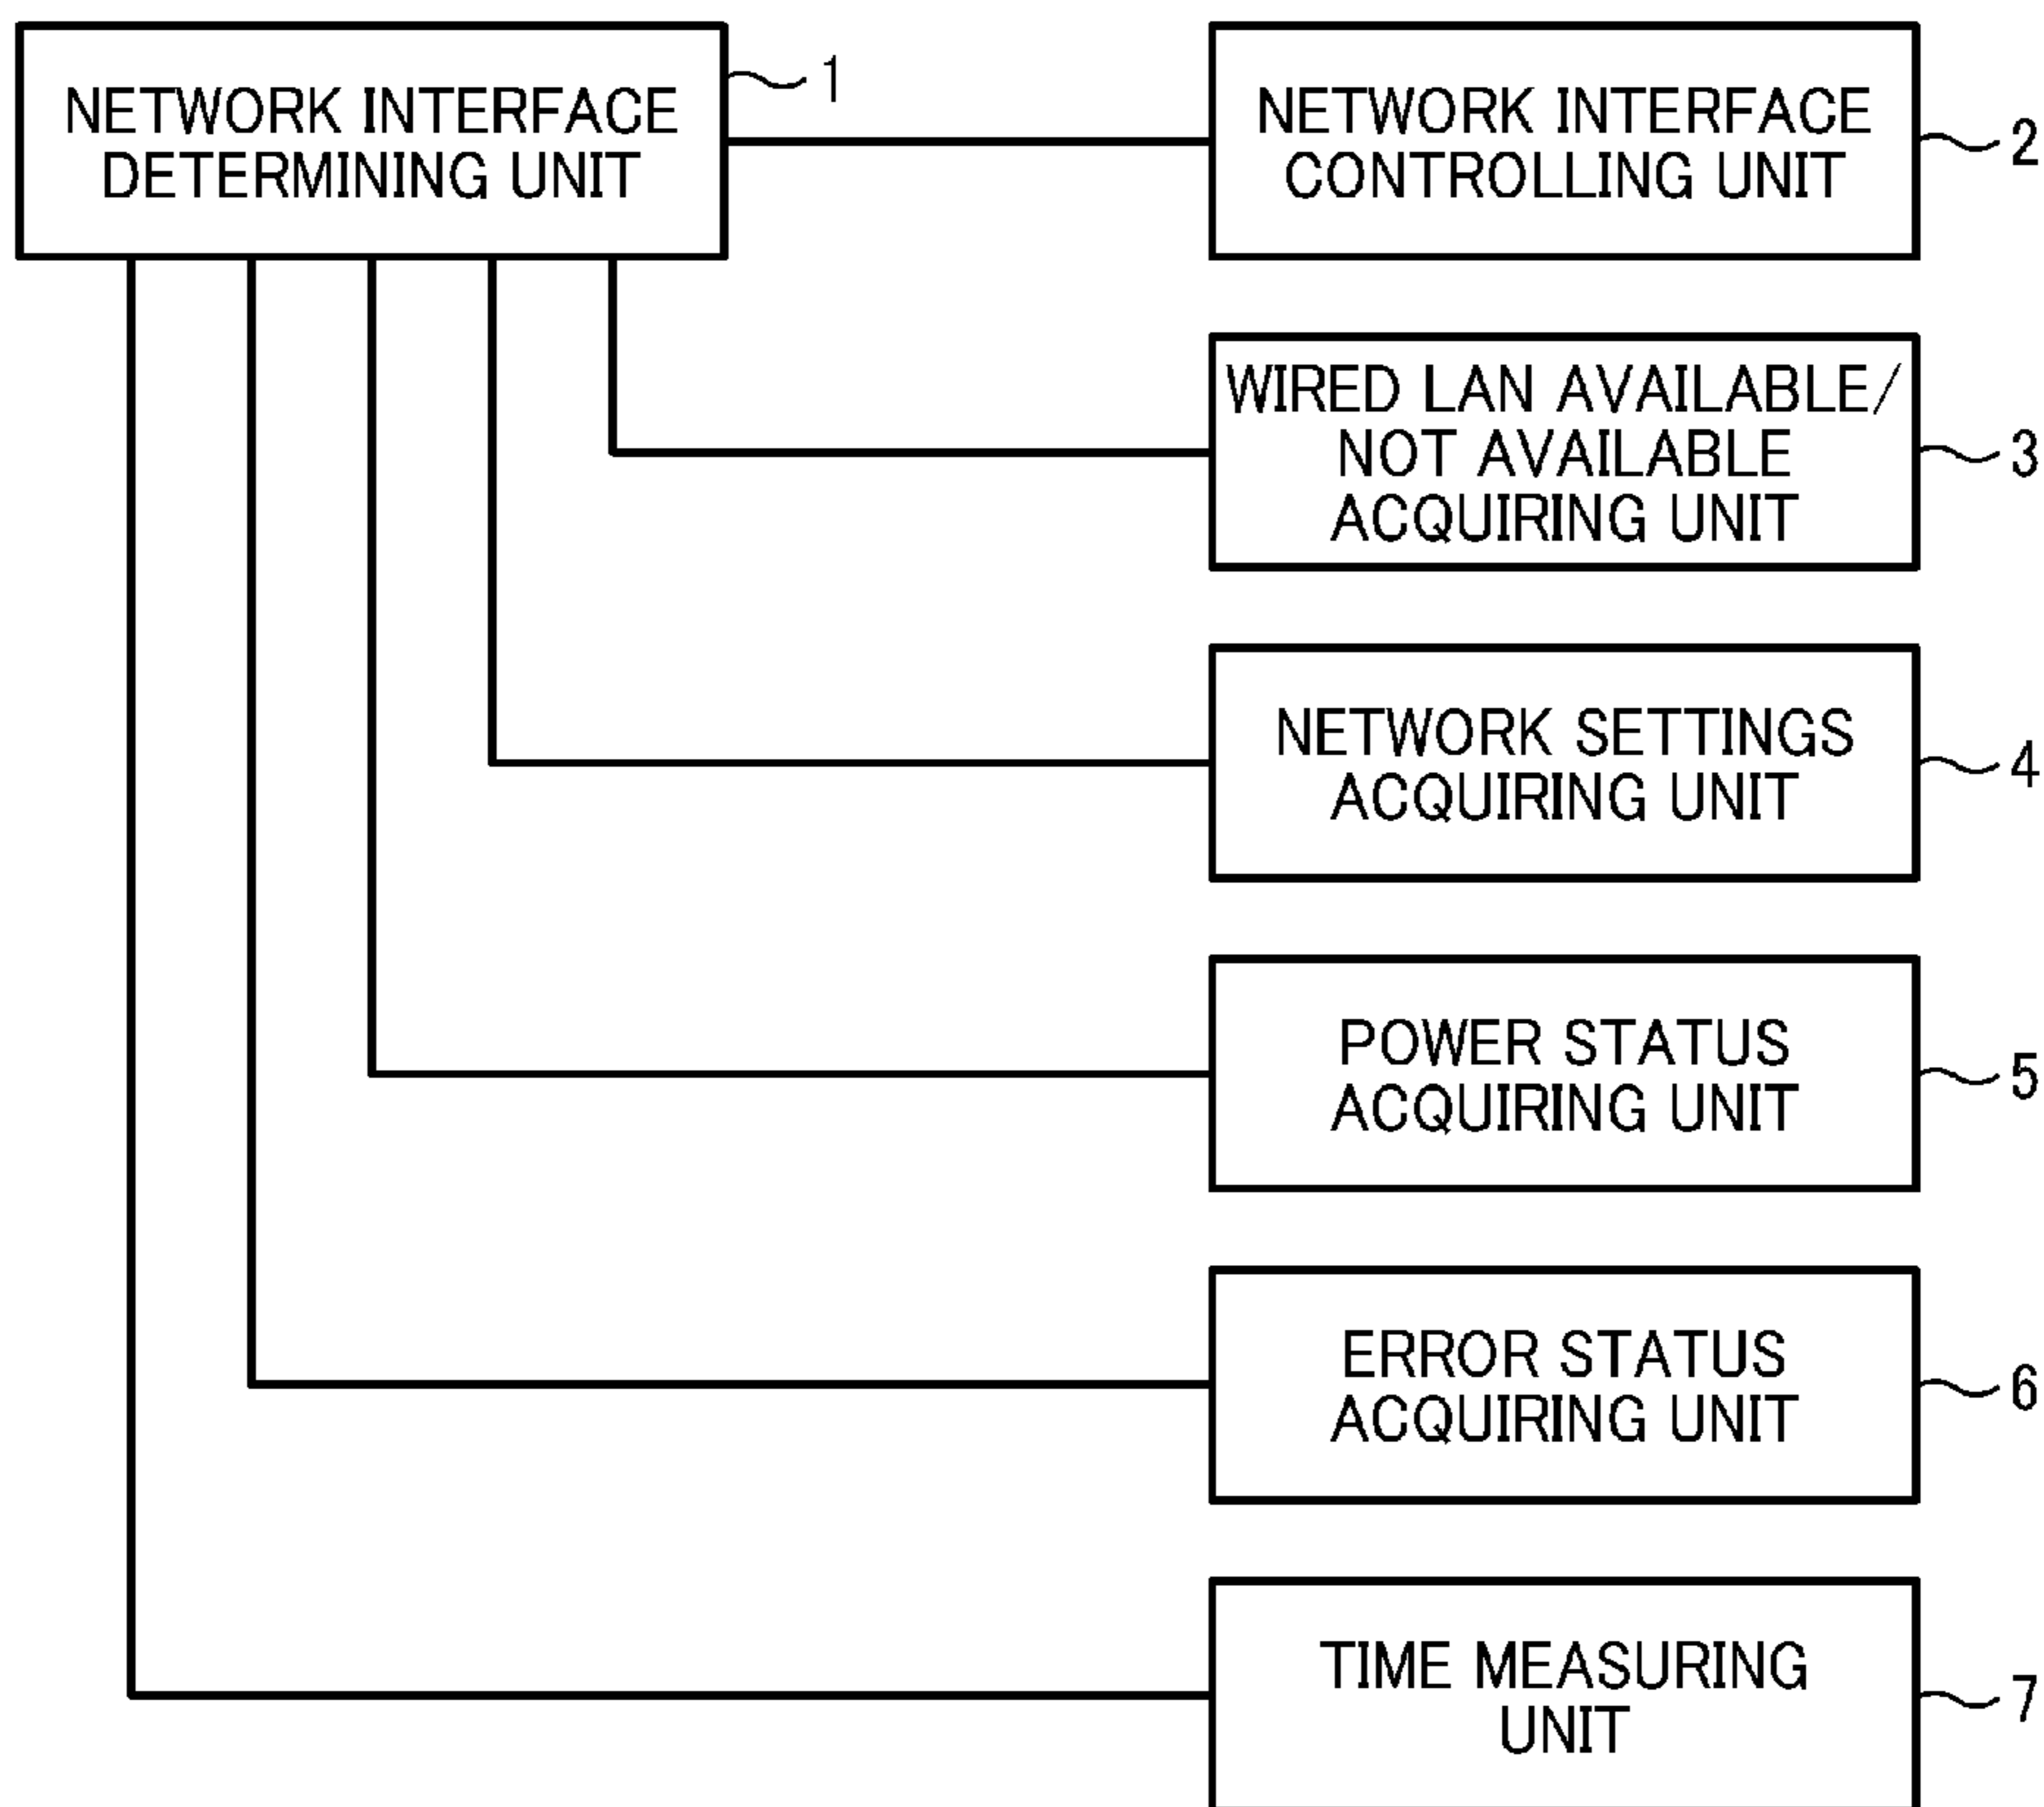 NETWORK INTERFACE
DETERMINING UNIT
1
NETWORK INTERFACE
CONTROLLING UNIT
2
WIRED LAN AVAILABLE/
NOT AVAILABLE
ACQUIRING UNIT
3
NETWORK SETTINGS
ACQUIRING UNIT
4
POWER STATUS
ACQUIRING UNIT
5
ERROR STATUS
ACQUIRING UNIT
6
TIME MEASURING
UNIT
7